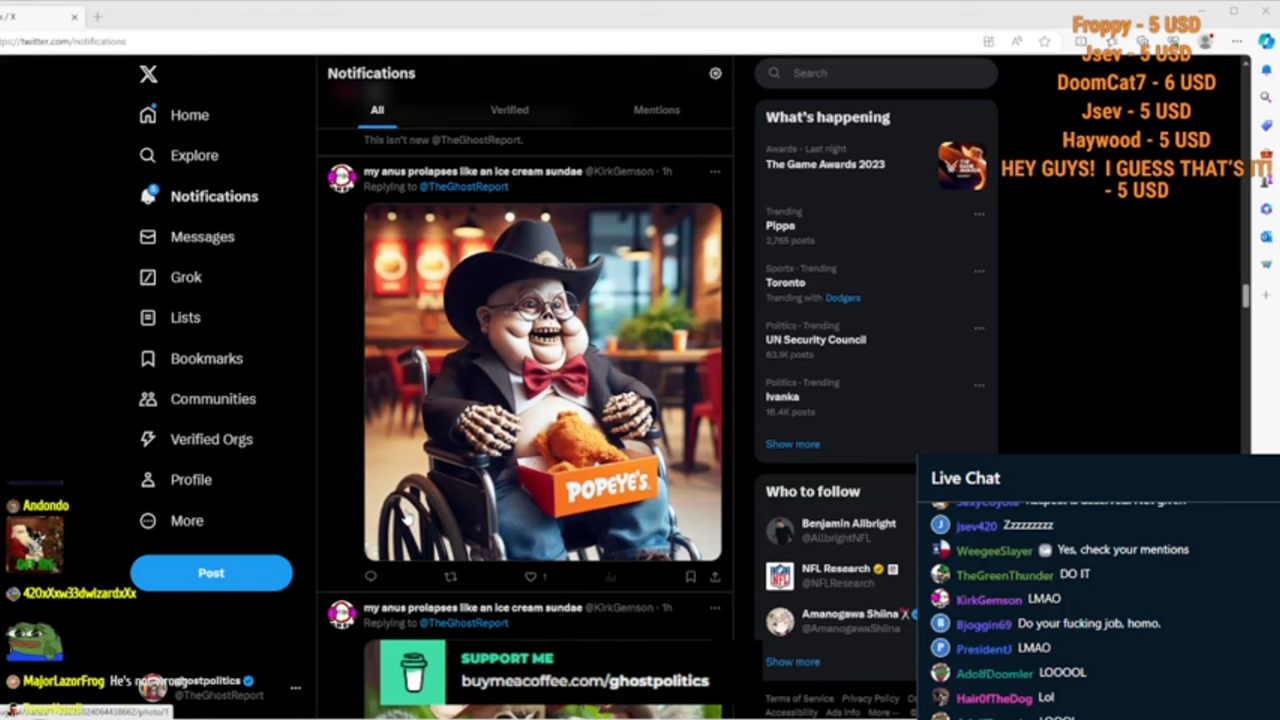 s / X
ps://twitter.com/notifications
Froppy - 5 USD
Jsev - 5 USD
DoomCat7 - 6 USD
Jsev - 5 USD
Haywood - 5 USD
HEY GUYS! I GUESS THAT'S IT!
- 5 USD
Home
Explore
Notifications
Messages
Grok
Lists
Bookmarks
Communities
Verified Orgs
Profile
More
Post
Notifications
All
Verified
Mentions
This isn't new @TheGhostReport.
my anus prolapses like an ice cream sundae @KirkGemson · 1h
Replying to @TheGhostReport
POPEYE'S.
1
my anus prolapses like an ice cream sundae @KirkGemson · 1h
Replying to @TheGhostReport
SUPPORT ME
buymeacoffee.com/ghostpolitics
Search
What's happening
Awards · Last night
The Game Awards 2023
Trending
Pippa
2,765 posts
Sports · Trending
Toronto
Trending with Dodgers
Politics · Trending
UN Security Council
63.1K posts
Politics · Trending
Ivanka
16.4K posts
Show more
Who to follow
Benjamin Allbright
@AllbrightNFL
NFL Research
@NFLResearch
Amanogawa Shiina
@AmanogawaShiina
Show more
Terms of Service Privacy Policy
Accessibility Ads info More
Live Chat
jsev420 Zzzzzzzz
WeegeeSlayer Yes, check your mentions
TheGreenThunder DO IT
KirkGemson LMAO
Bjoggin69 Do your fucking job, homo.
PresidentJ LMAO
AdolfDoomler LOOOOL
Hair0fTheDog Lol
Andondo
420xXxw33dwIzardxXx
MajorLazorFrog He's not wrong
ghostpolitics
@TheGhostReport